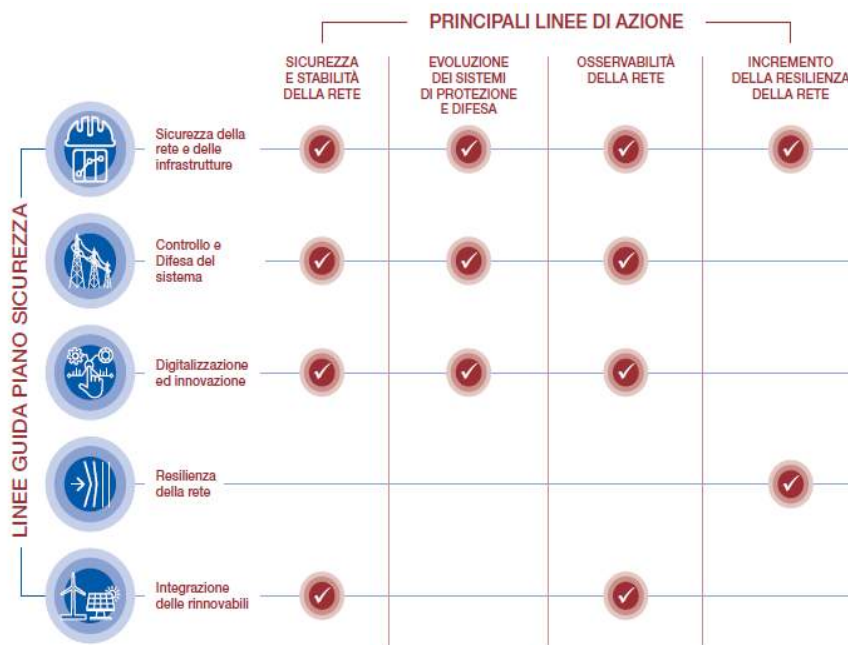 PRINCIPALI LINEE DI AZIONE
SICUREZZA
E STABILITÀ
DELLA RETE
EVOLUZIONE
DEI SISTEMI
DI PROTEZIONE
E DIFESA
OSSERVABILITÀ
DELLA RETE
INCREMENTO
DELLA RESILIENZA
DELLA RETE
LINEE GUIDA PIANO SICUREZZA
Sicurezza della
rete e delle
infrastrutture
Controllo e
Difesa del
sistema
Digitalizzazione
ed innovazione
Resilienza
della rete
Integrazione
delle rinnovabili